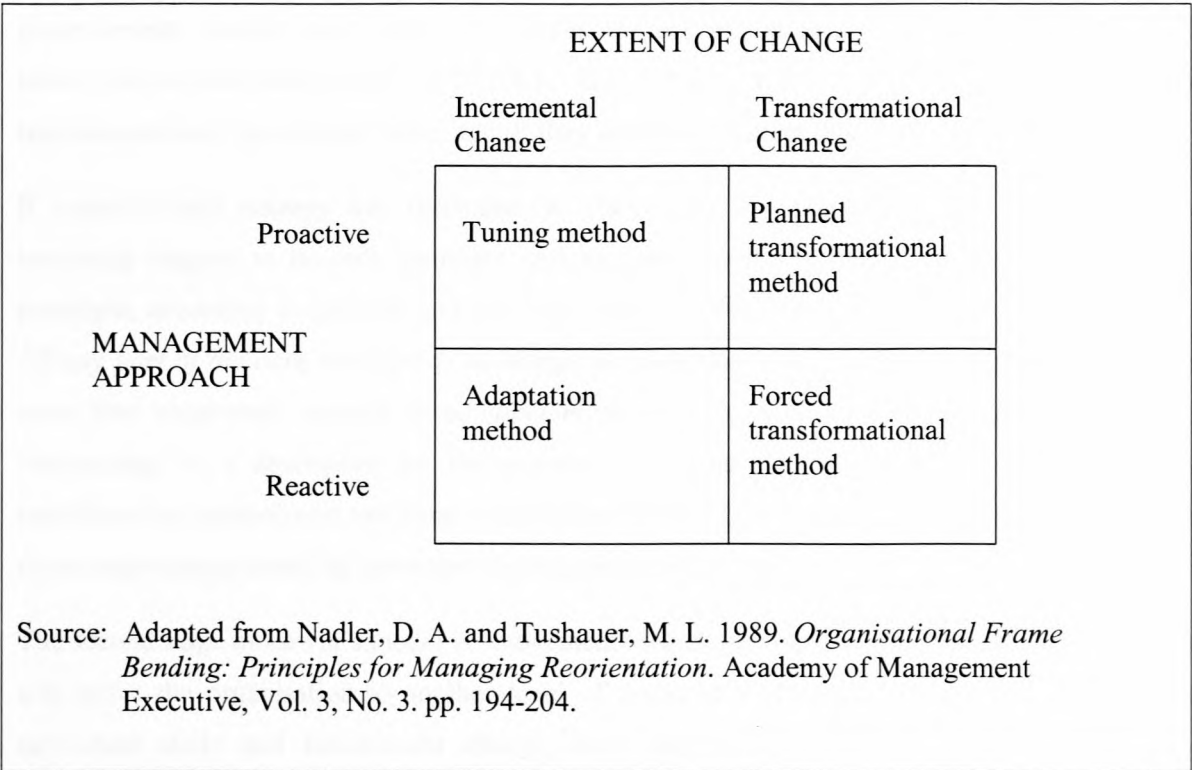 EXTENT OF CHANGE
Incremental Change
Transformational Change
Proactive
Tuning method
Planned transformational method
MANAGEMENT APPROACH
Adaptation method
Forced transformational method
Reactive
Source: Adapted from Nadler, D. A. and Tushauer, M. L. 1989. Organisational Frame
Bending: Principles for Managing Reorientation. Academy of Management
Executive, Vol. 3, No. 3. pp. 194-204.